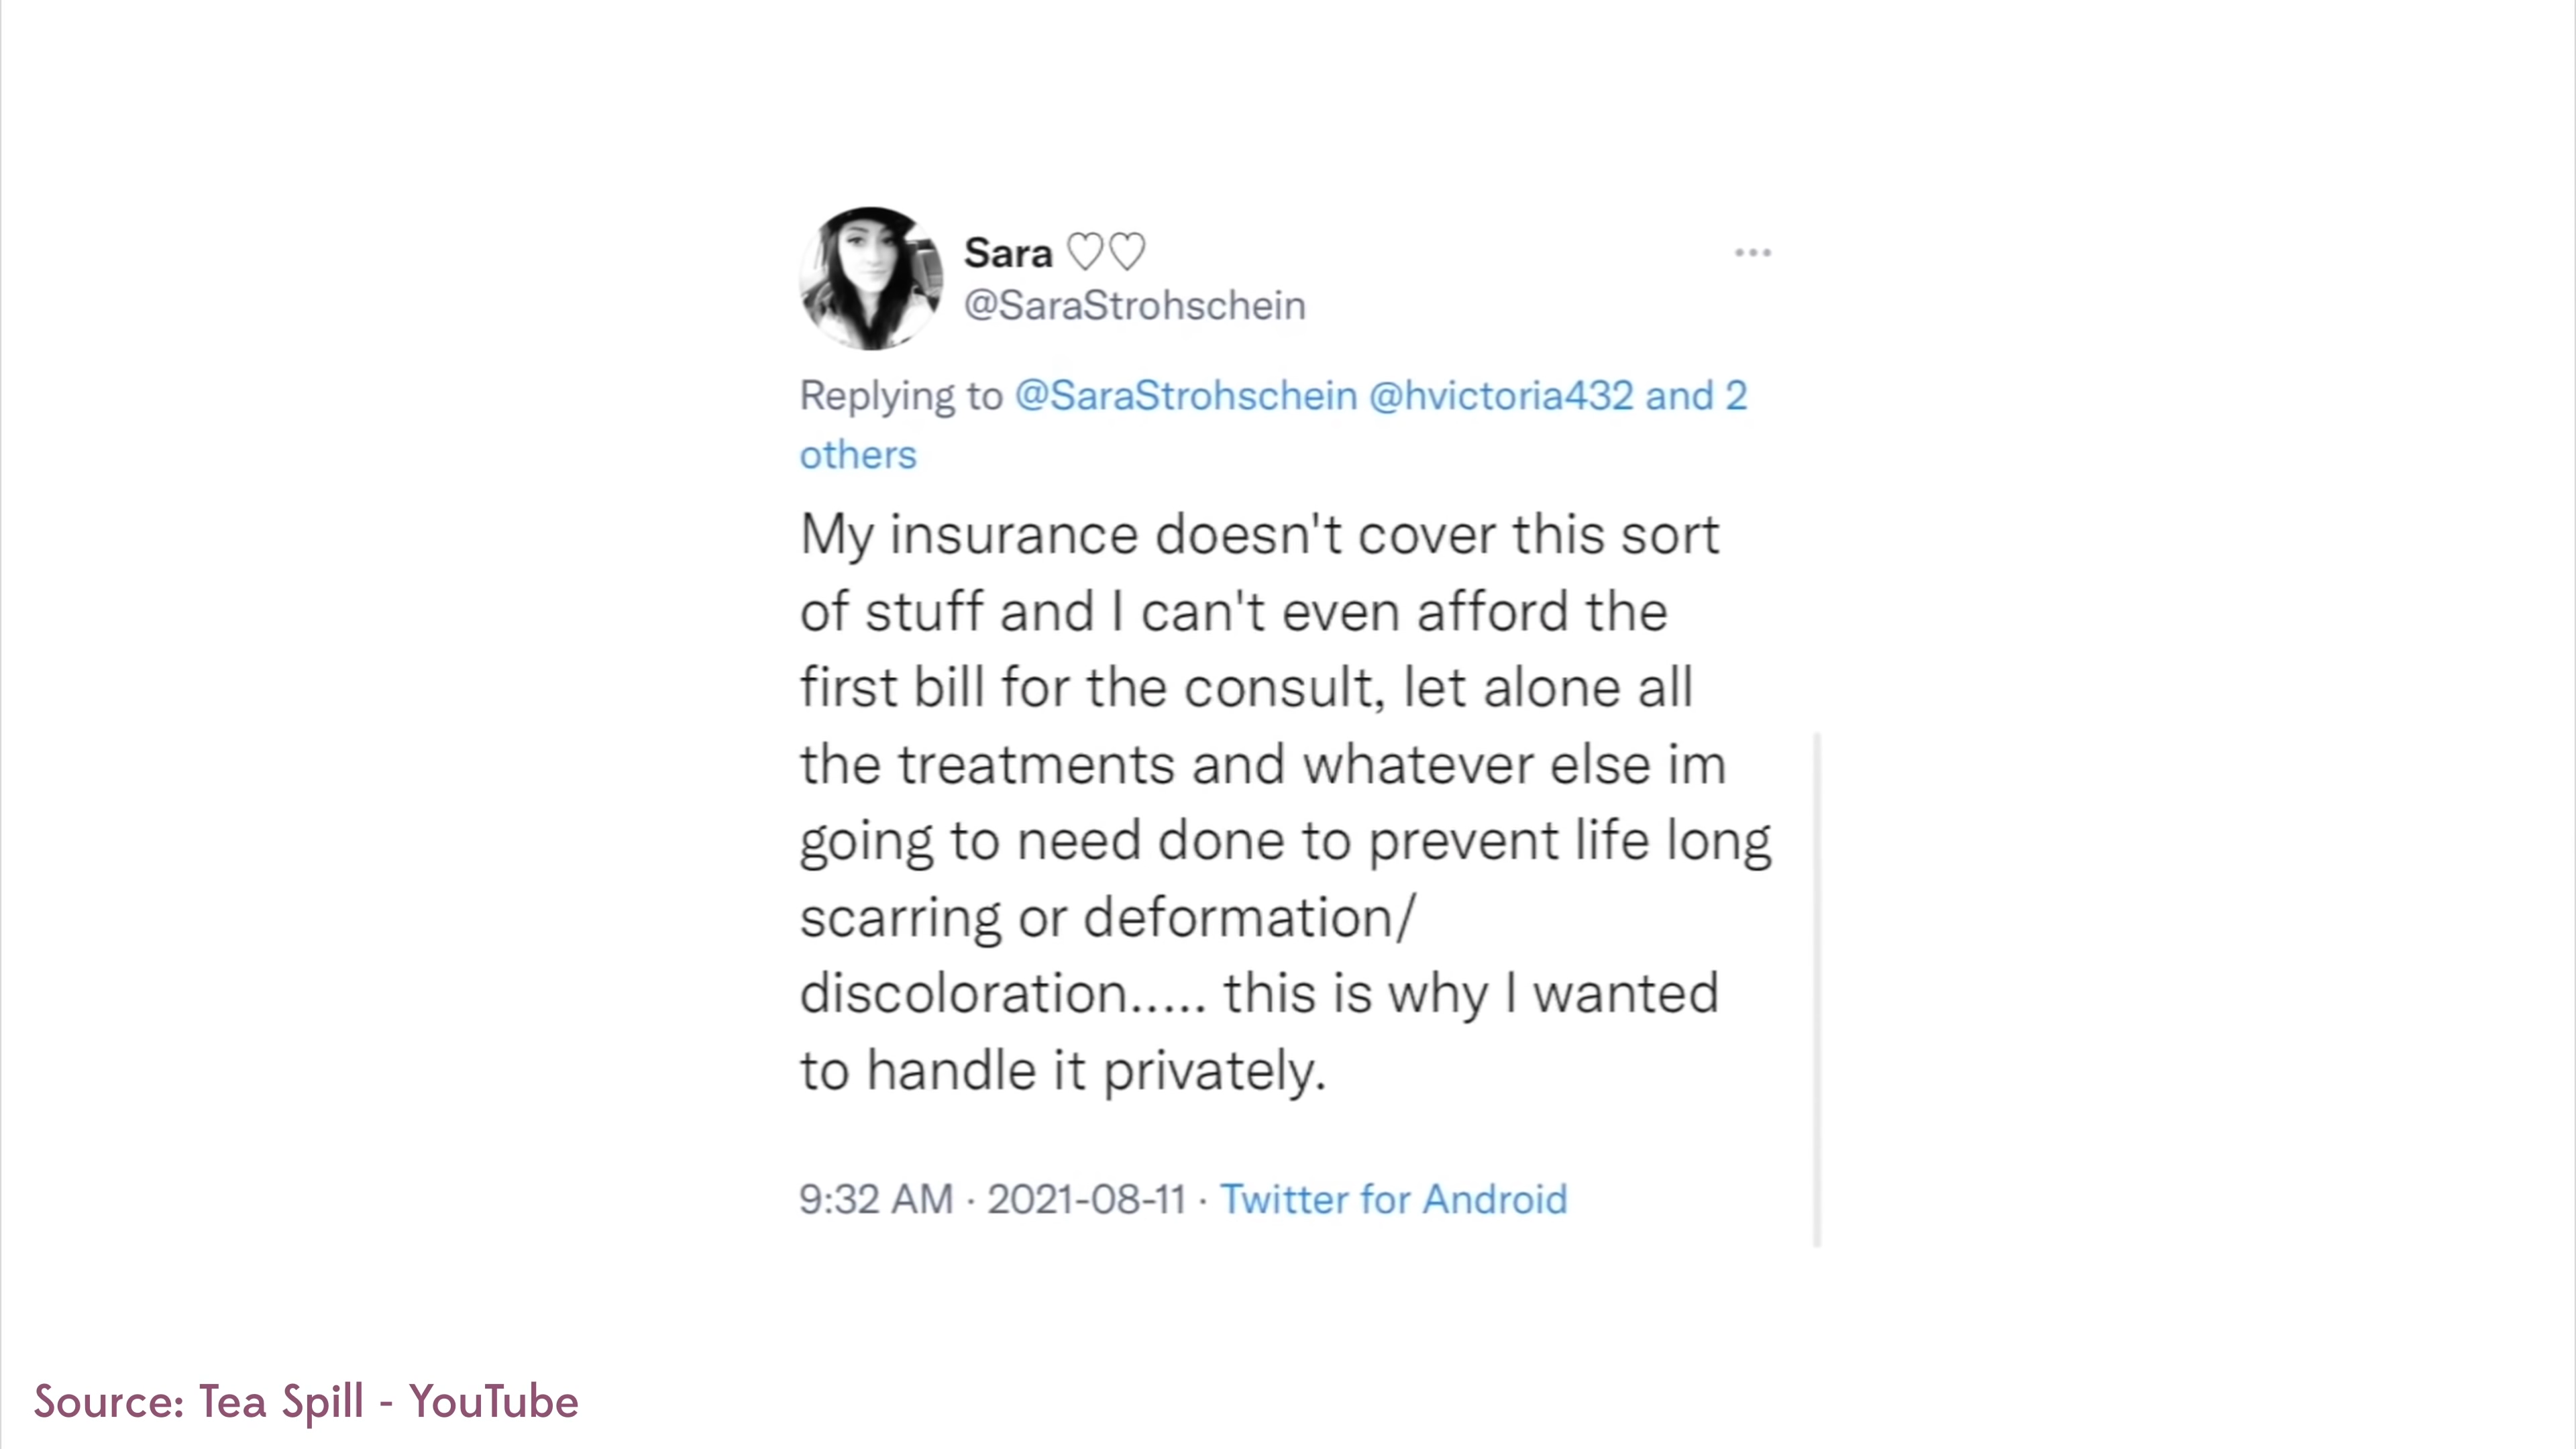 Sara ♡♡
@SaraStrohschein
Replying to @SaraStrohschein @hvictoria432 and 2
others
My insurance doesn't cover this sort
of stuff and I can't even afford the
first bill for the consult, let alone all
the treatments and whatever else im
going to need done to prevent life long
scarring or deformation/
discoloration..... this is why I wanted
to handle it privately.
9:32 AM · 2021-08-11 · Twitter for Android
Source: Tea Spill - YouTube